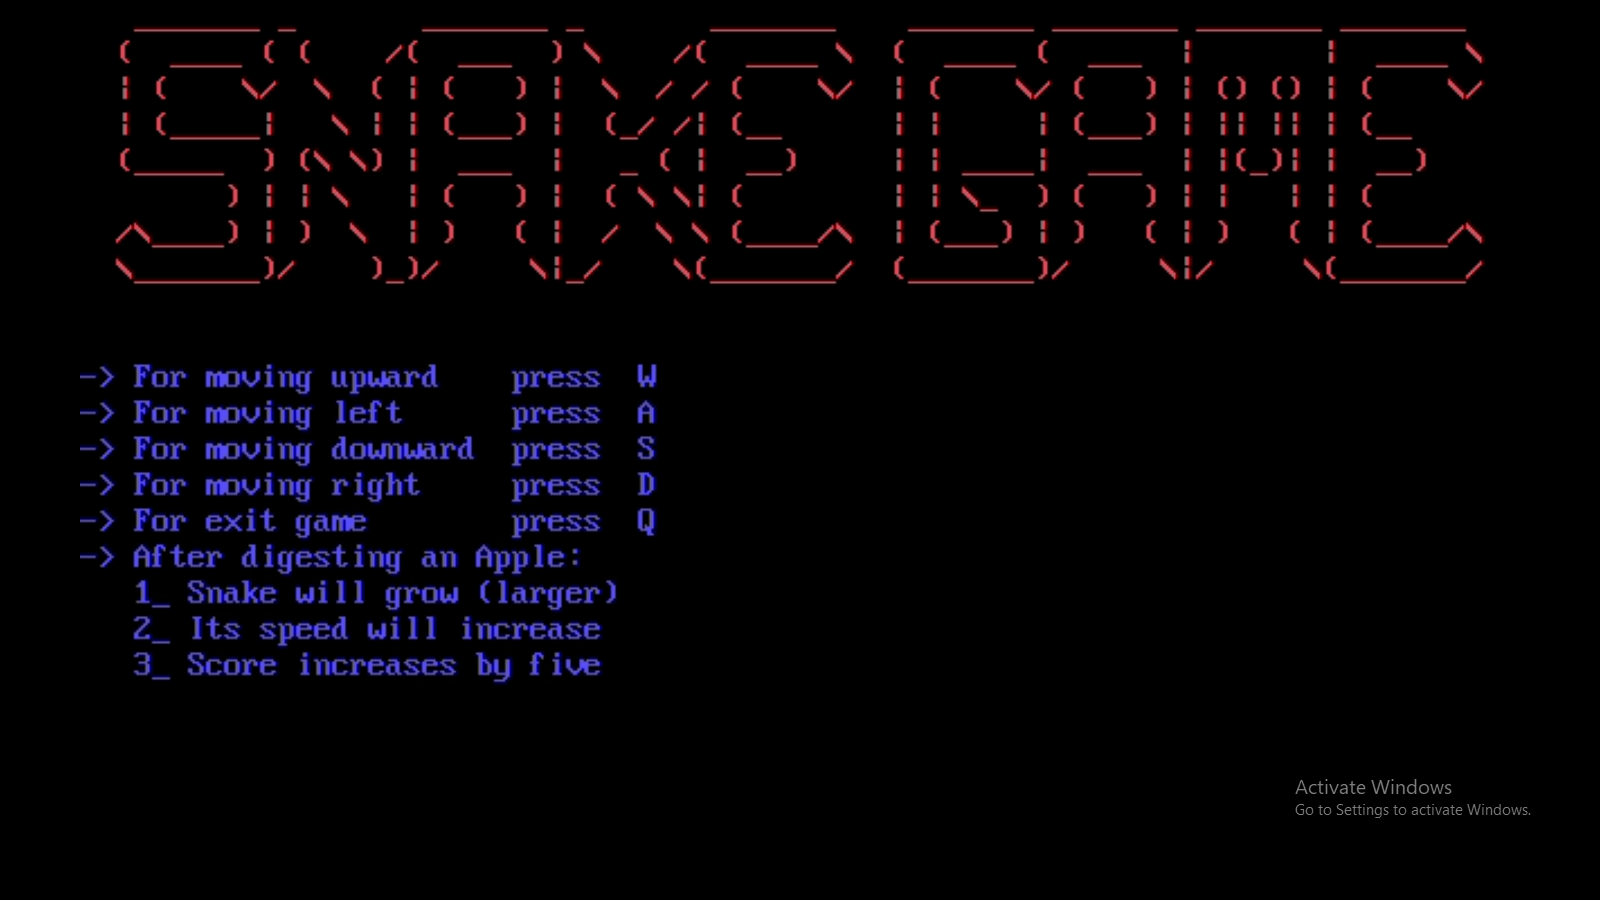 SNAKE GAME
-> For moving upward press W
-> For moving left press A
-> For moving downward press S
-> For moving right press D
-> For exit game press Q
-> After digesting an Apple:
1_ Snake will grow (larger)
2_ Its speed will increase
3_ Score increases by five
Activate Windows
Go to Settings to activate Windows.